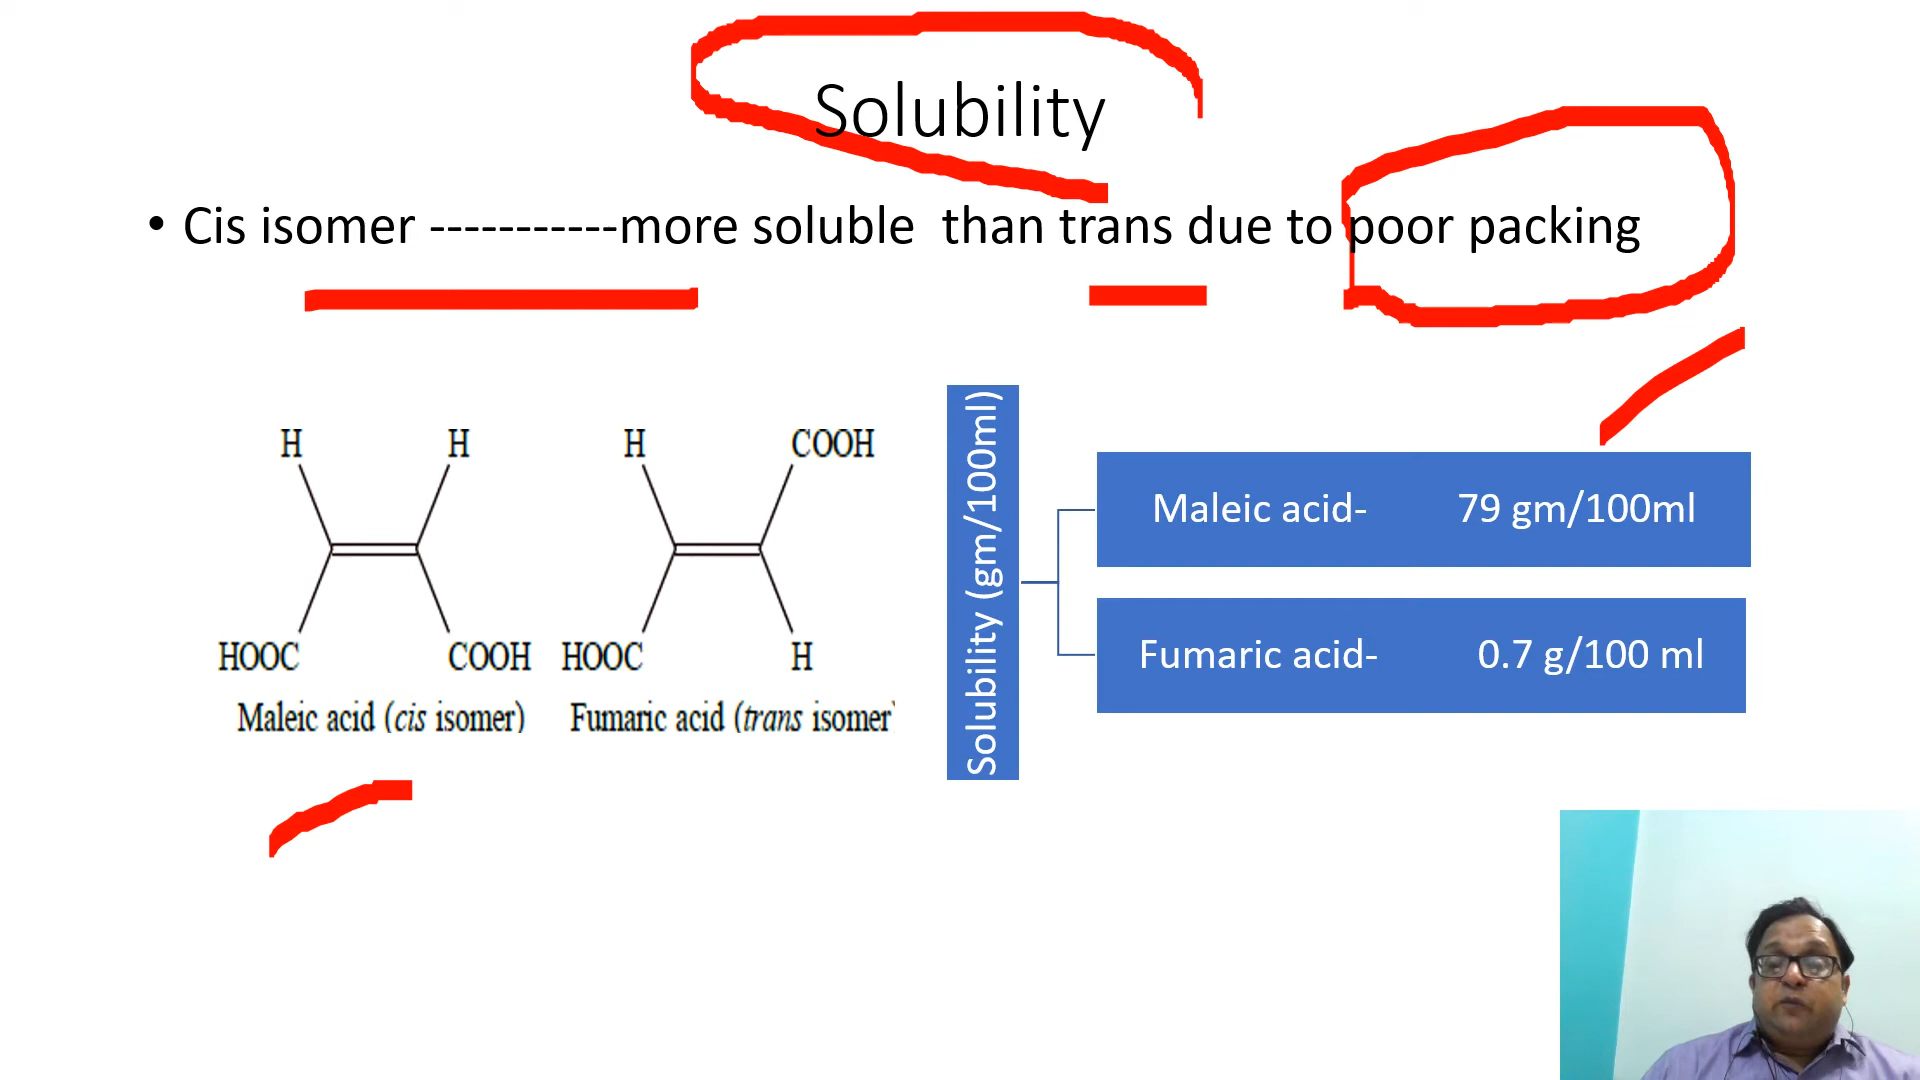 Solubility
• Cis isomer -----------more soluble  than trans due to poor packing
H H H COOH
HOOC COOH HOOC H
Maleic acid (cis isomer) Fumaric acid (trans isomer
Solubility (gm/100ml)
Maleic acid- 79 gm/100ml
Fumaric acid- 0.7 g/100 ml